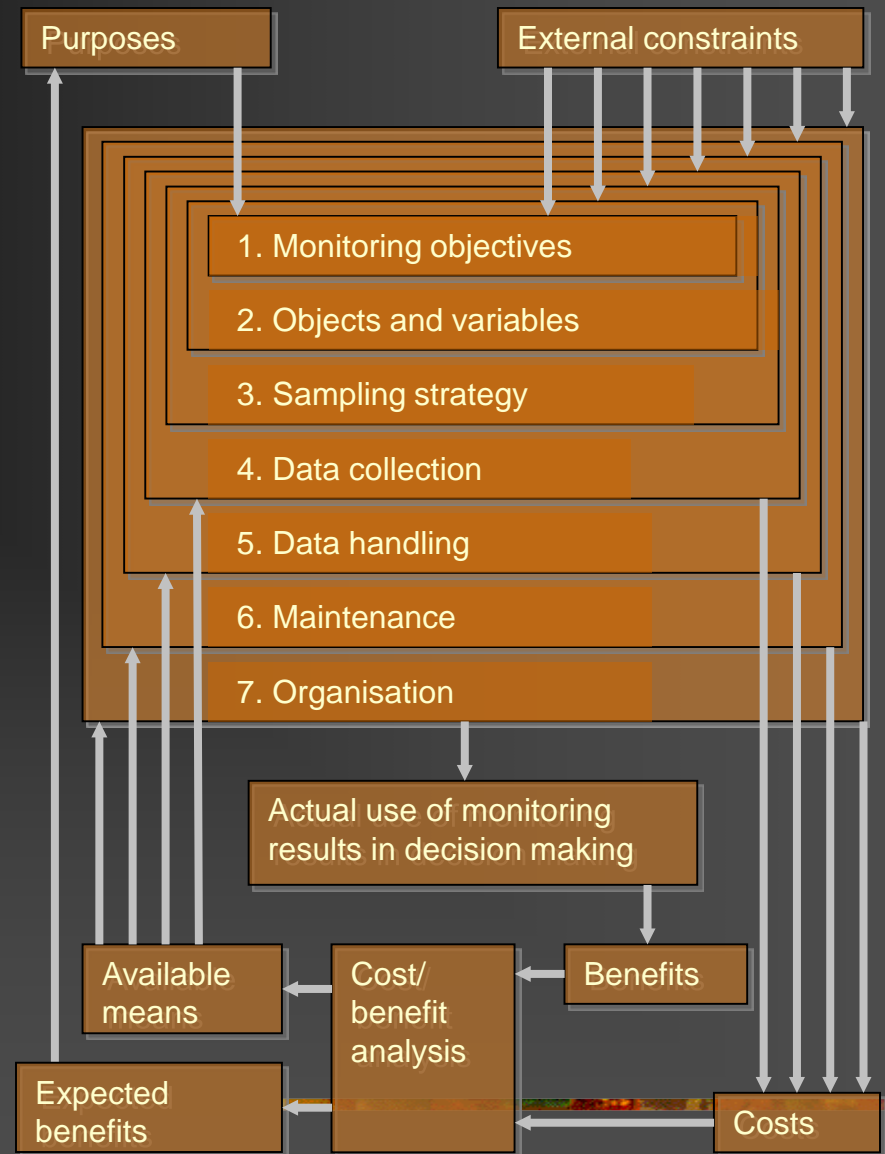 Purposes
External constraints
1. Monitoring objectives
2. Objects and variables
3. Sampling strategy
4. Data collection
5. Data handling
6. Maintenance
7. Organisation
Actual use of monitoring
results in decision making
Available
means
Cost/
benefit
analysis
Benefits
Expected
benefits
Costs